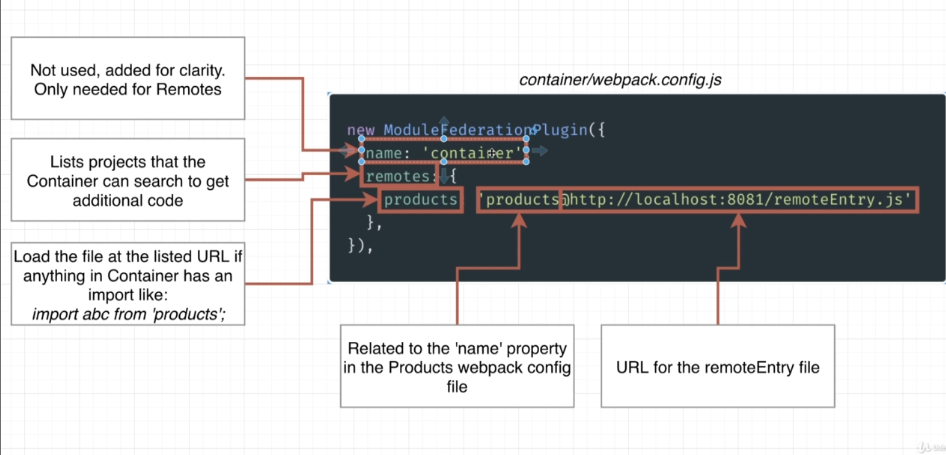 container/webpack.config.js
Not used, added for clarity.
Only needed for Remotes
Lists projects that the
Container can search to get
additional code
Load the file at the listed URL if
anything in Container has an
import like:
import abc from 'products';
new ModuleFederationPlugin({
name: 'container'
remotes: {
products 'products@http://localhost:8081/remoteEntry.js'
},
}),
Related to the 'name' property
in the Products webpack config
file
URL for the remoteEntry file